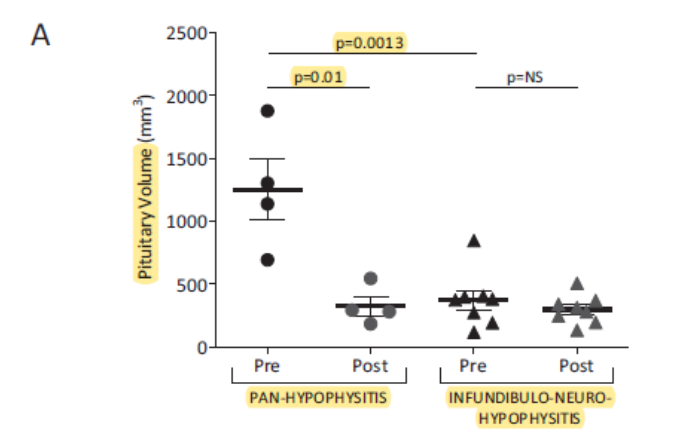 A
2500
p=0.0013
p=0.01
p=NS
2000
Pituitary Volume (mm³)
1500
1000
500
0
Pre
Post
Pre
Post
PAN-HYPOPHYSITIS
INFUNDIBULO-NEURO-
HYPOPHYSITIS